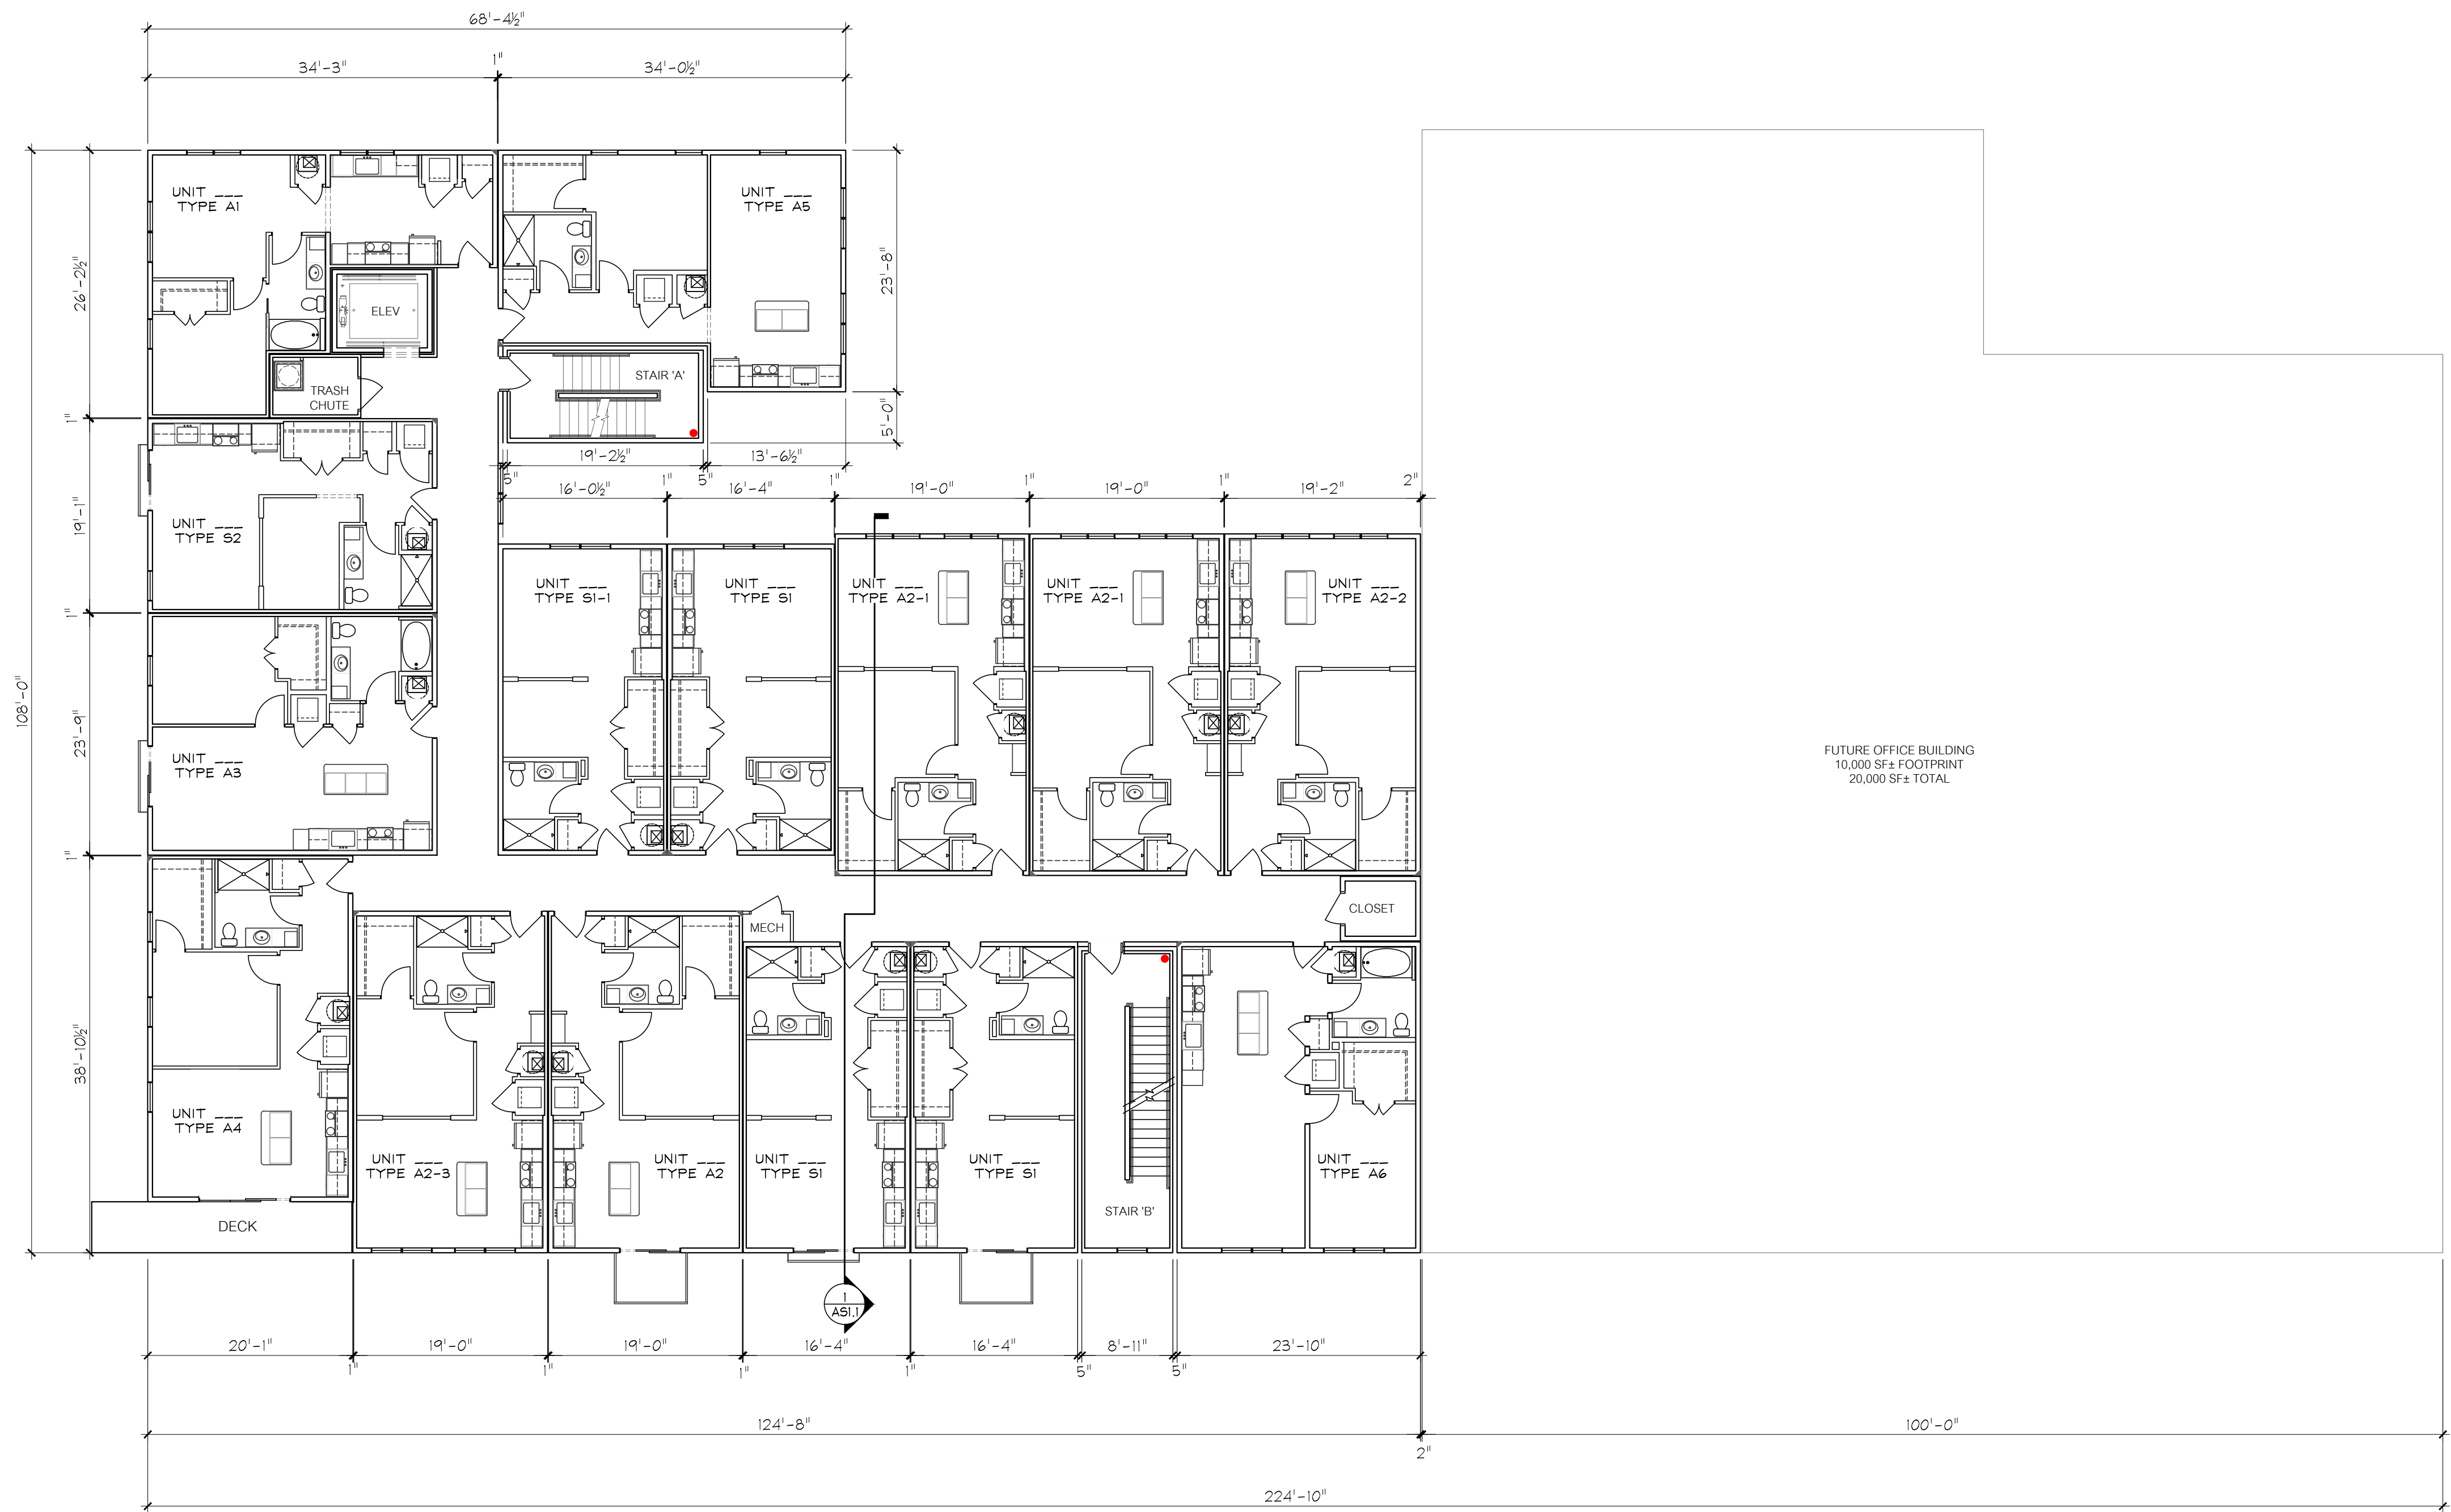 68'-4½"
34'-3"
1"
34'-0½"
UNIT ___
TYPE A1
UNIT ___
TYPE A5
26'-2½"
23'-8"
ELEV
STAIR 'A'
TRASH
CHUTE
1"
5'-0"
19'-2½"
13'-6½"
5"
5"
16'-0½"
1"
16'-4"
1"
19'-0"
1"
19'-0"
1"
19'-2"
2"
19'-1"
UNIT ___
TYPE S2
UNIT ___
TYPE S1-1
UNIT ___
TYPE S1
UNIT ___
TYPE A2-1
UNIT ___
TYPE A2-1
UNIT ___
TYPE A2-2
1"
108'-0"
23'-9"
UNIT ___
TYPE A3
FUTURE OFFICE BUILDING
10,000 SF± FOOTPRINT
20,000 SF± TOTAL
1"
CLOSET
MECH
38'-10½"
UNIT ___
TYPE A4
UNIT ___
TYPE A2-3
UNIT ___
TYPE A2
UNIT ___
TYPE S1
UNIT ___
TYPE S1
UNIT ___
TYPE A6
STAIR 'B'
DECK
1
AS1.1
20'-1"
1"
19'-0"
1"
19'-0"
1"
16'-4"
1"
16'-4"
5"
8'-11"
5"
23'-10"
124'-8"
2"
100'-0"
224'-10"